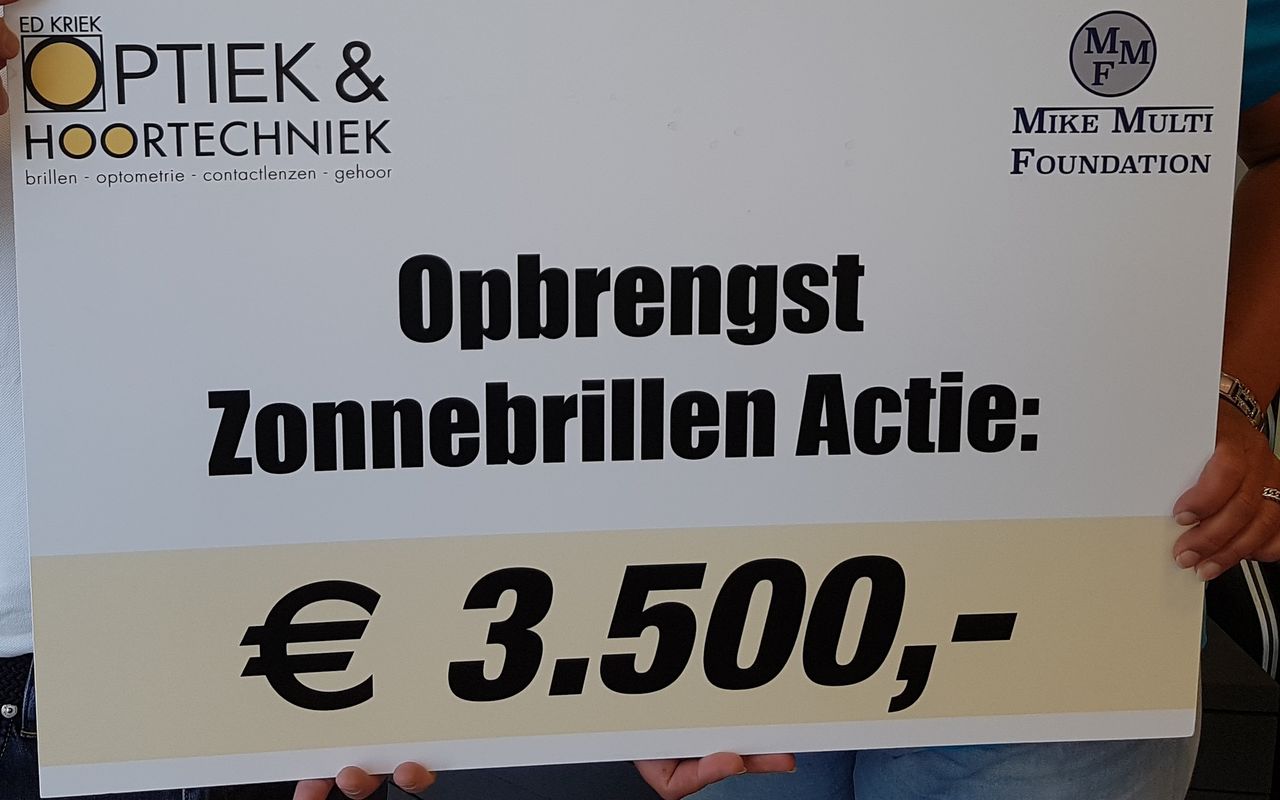 ED KRIEK
OPTIEK &
HOORTECHNIEK
brillen - optometrie - contactlenzen - gehoor
MMF
MIKE MULTI
FOUNDATION
Opbrengst
Zonnebrillen Actie:
€ 3.500,-